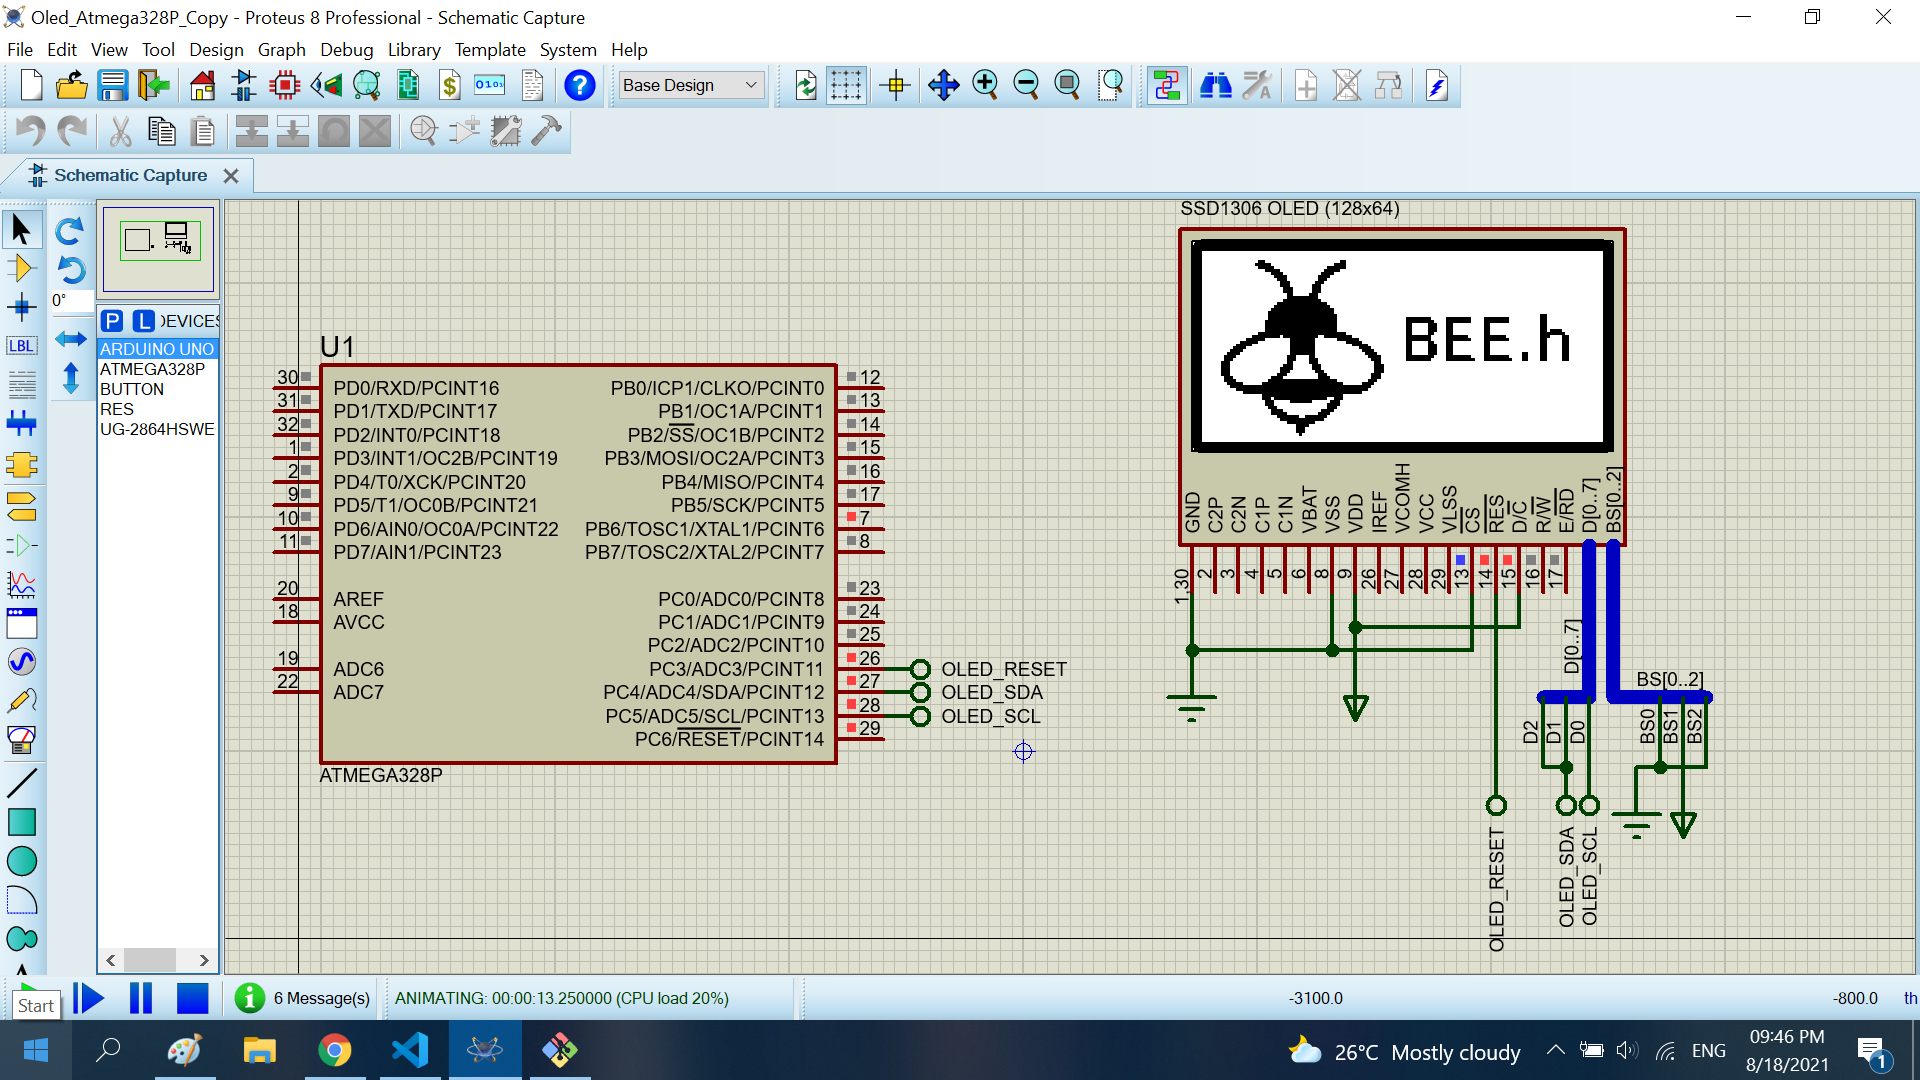 Oled_Atmega328P_Copy - Proteus 8 Professional - Schematic Capture
File Edit View Tool Design Graph Debug Library Template System Help
Base Design
Schematic Capture
0°
P L DEVICES
ARDUINO UNO
ATMEGA328P
BUTTON
RES
UG-2864HSWE
LBL
U1
30 PD0/RXD/PCINT16 PB0/ICP1/CLKO/PCINT0 12
31 PD1/TXD/PCINT17 PB1/OC1A/PCINT1 13
32 PD2/INT0/PCINT18 PB2/SS/OC1B/PCINT2 14
1 PD3/INT1/OC2B/PCINT19 PB3/MOSI/OC2A/PCINT3 15
2 PD4/T0/XCK/PCINT20 PB4/MISO/PCINT4 16
9 PD5/T1/OC0B/PCINT21 PB5/SCK/PCINT5 17
10 PD6/AIN0/OC0A/PCINT22 PB6/TOSC1/XTAL1/PCINT6 7
11 PD7/AIN1/PCINT23 PB7/TOSC2/XTAL2/PCINT7 8
20 AREF PC0/ADC0/PCINT8 23
18 AVCC PC1/ADC1/PCINT9 24
PC2/ADC2/PCINT10 25
19 ADC6 PC3/ADC3/PCINT11 26 OLED_RESET
22 ADC7 PC4/ADC4/SDA/PCINT12 27 OLED_SDA
PC5/ADC5/SCL/PCINT13 28 OLED_SCL
PC6/RESET/PCINT14 29
ATMEGA328P
SSD1306 OLED (128x64)
BEE.h
GND C2P C2N C1P C1N VBAT VSS VDD IREF VCOMH VCC VLSS CS RES D/C R/W E/RD D[0..7] BS[0..2]
1,30 2 3 4 5 6 8 9 26 27 28 29 13 14 15 16 17
D[0..7]
BS[0..2]
D2 D1 D0 BS0 BS1 BS2
OLED_RESET OLED_SDA OLED_SCL
Start
6 Message(s)
ANIMATING: 00:00:13.250000 (CPU load 20%)
-3100.0
-800.0
th
26°C Mostly cloudy
ENG
09:46 PM
8/18/2021
1